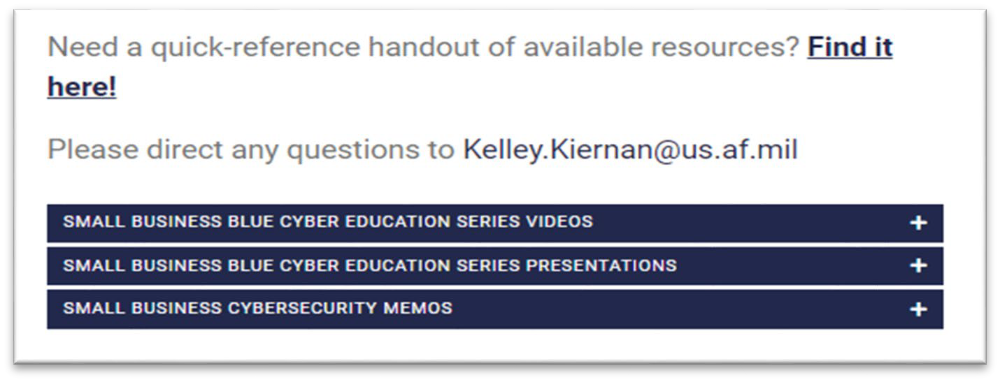 Need a quick-reference handout of available resources? Find it
here!
Please direct any questions to Kelley.Kiernan@us.af.mil
SMALL BUSINESS BLUE CYBER EDUCATION SERIES VIDEOS +
SMALL BUSINESS BLUE CYBER EDUCATION SERIES PRESENTATIONS +
SMALL BUSINESS CYBERSECURITY MEMOS +